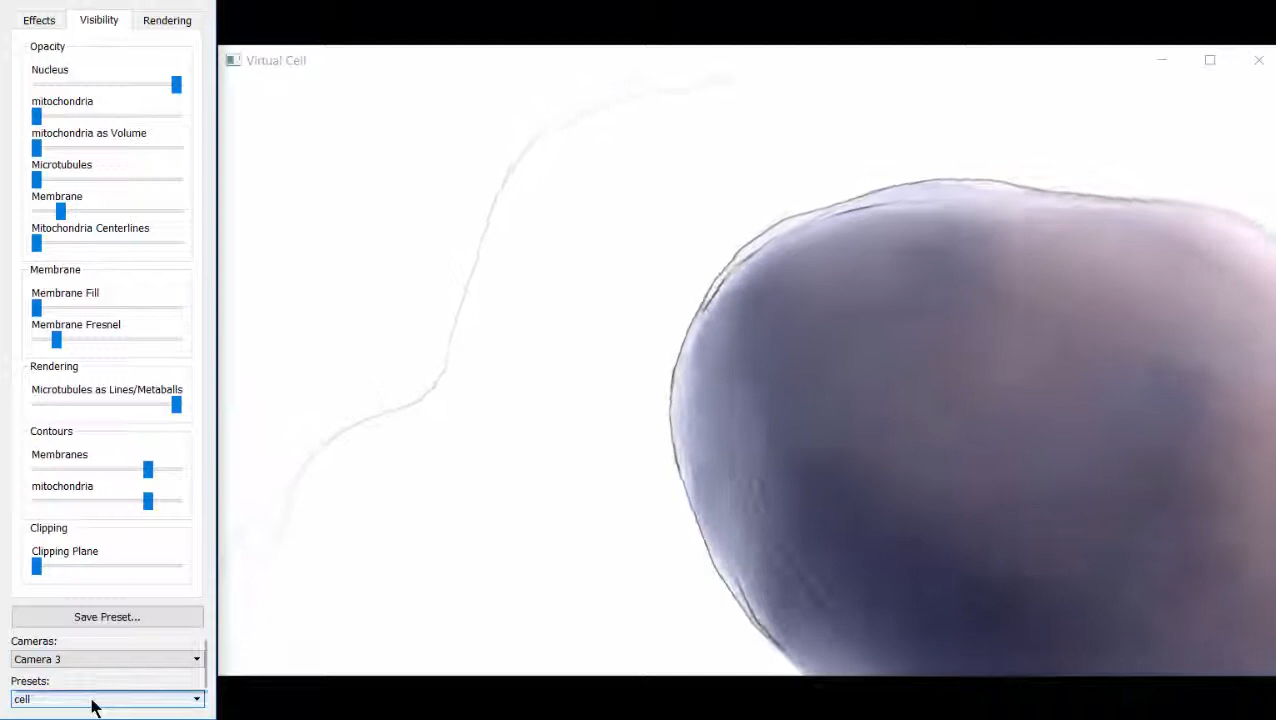 Effects Visibility Rendering
Opacity
Nucleus
mitochondria
mitochondria as Volume
Microtubules
Membrane
Mitochondria Centerlines
Membrane
Membrane Fill
Membrane Fresnel
Rendering
Microtubules as Lines/Metaballs
Contours
Membranes
mitochondria
Clipping
Clipping Plane
Save Preset...
Cameras:
Camera 3
Presets:
cell
Virtual Cell